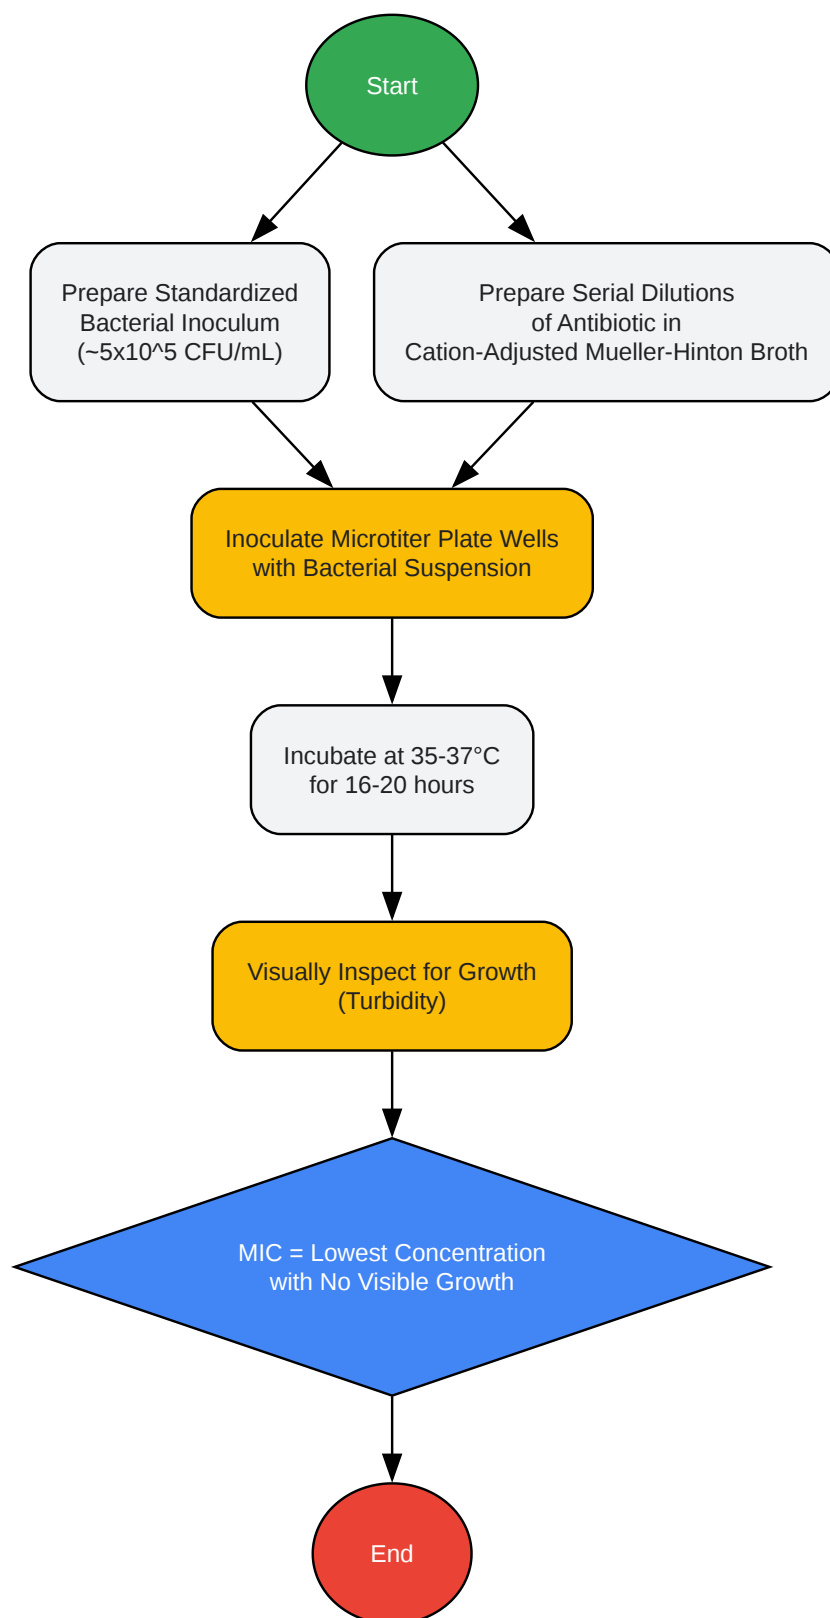 Start
Prepare Standardized
Bacterial Inoculum
(~5x10^5 CFU/mL)
Prepare Serial Dilutions
of Antibiotic in
Cation-Adjusted Mueller-Hinton Broth
Inoculate Microtiter Plate Wells
with Bacterial Suspension
Incubate at 35-37°C
for 16-20 hours
Visually Inspect for Growth
(Turbidity)
MIC = Lowest Concentration
with No Visible Growth
End